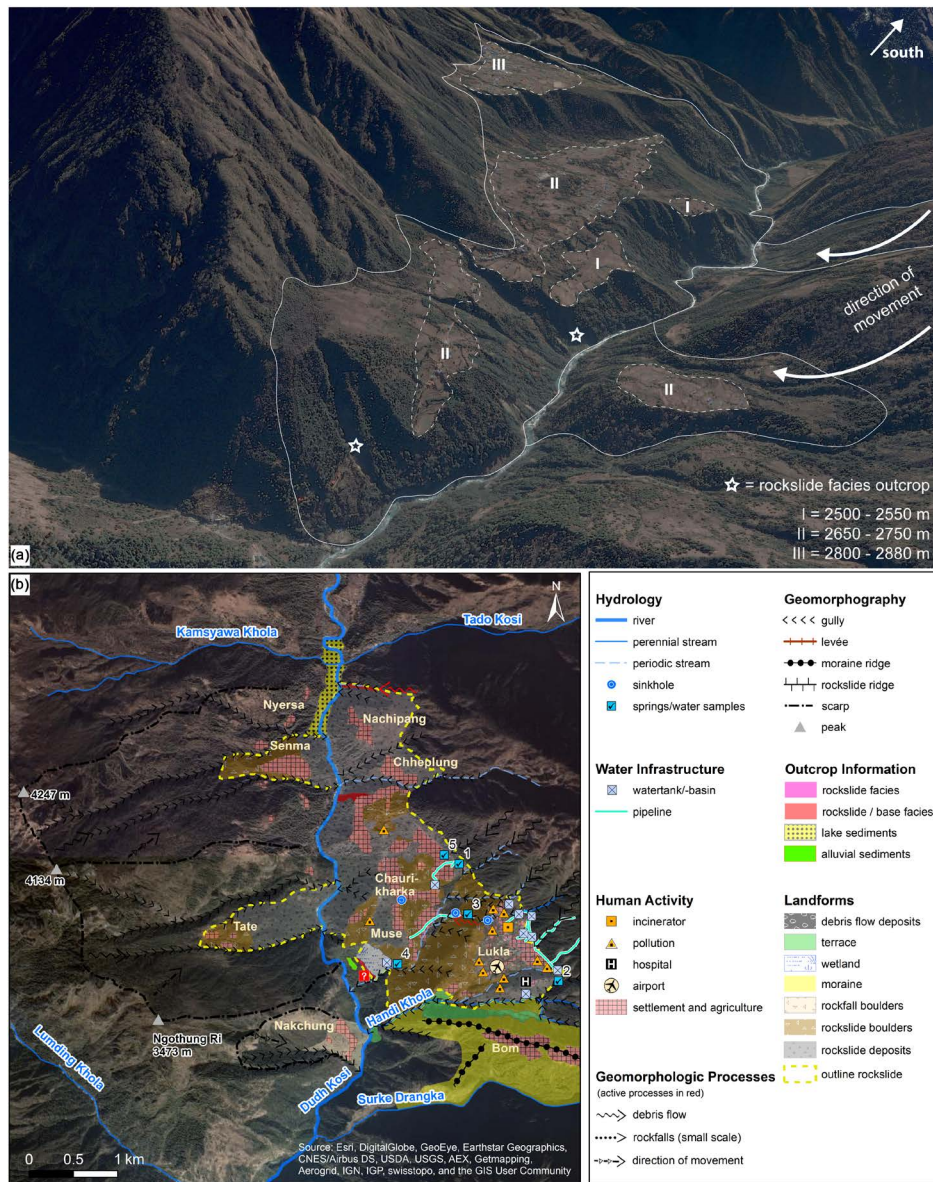 south
III
II
I
I
direction of
movement
II
II
☆ = rockslide facies outcrop
I = 2500 - 2550 m
II = 2650 - 2750 m
III = 2800 - 2880 m
(a)
(b)
N
Kamsyawa Khola
Tado Kosi
Nyersa
Nachipang
Senma
Chheplung
4247 m
5
1
4134 m
Chauri-
kharka
3
Tate
Muse
Lukla
4
2
?
H
Handi Khola
Nakchung
Ngothung Ri
3473 m
Bom
Lumding Khola
Dudh Kosi
Surke Drangka
Source: Esri, DigitalGlobe, GeoEye, Earthstar Geographics,
CNES/Airbus DS, USDA, USGS, AEX, Getmapping,
Aerogrid, IGN, IGP, swisstopo, and the GIS User Community
0 0.5 1 km
Hydrology
river
perennial stream
periodic stream
sinkhole
springs/water samples
Water Infrastructure
watertank/-basin
pipeline
Human Activity
incinerator
pollution
H hospital
airport
settlement and agriculture
Geomorphologic Processes
(active processes in red)
debris flow
rockfalls (small scale)
direction of movement
Geomorphography
gully
levée
moraine ridge
rockslide ridge
scarp
peak
Outcrop Information
rockslide facies
rockslide / base facies
lake sediments
alluvial sediments
Landforms
debris flow deposits
terrace
wetland
moraine
rockfall boulders
rockslide boulders
rockslide deposits
outline rockslide